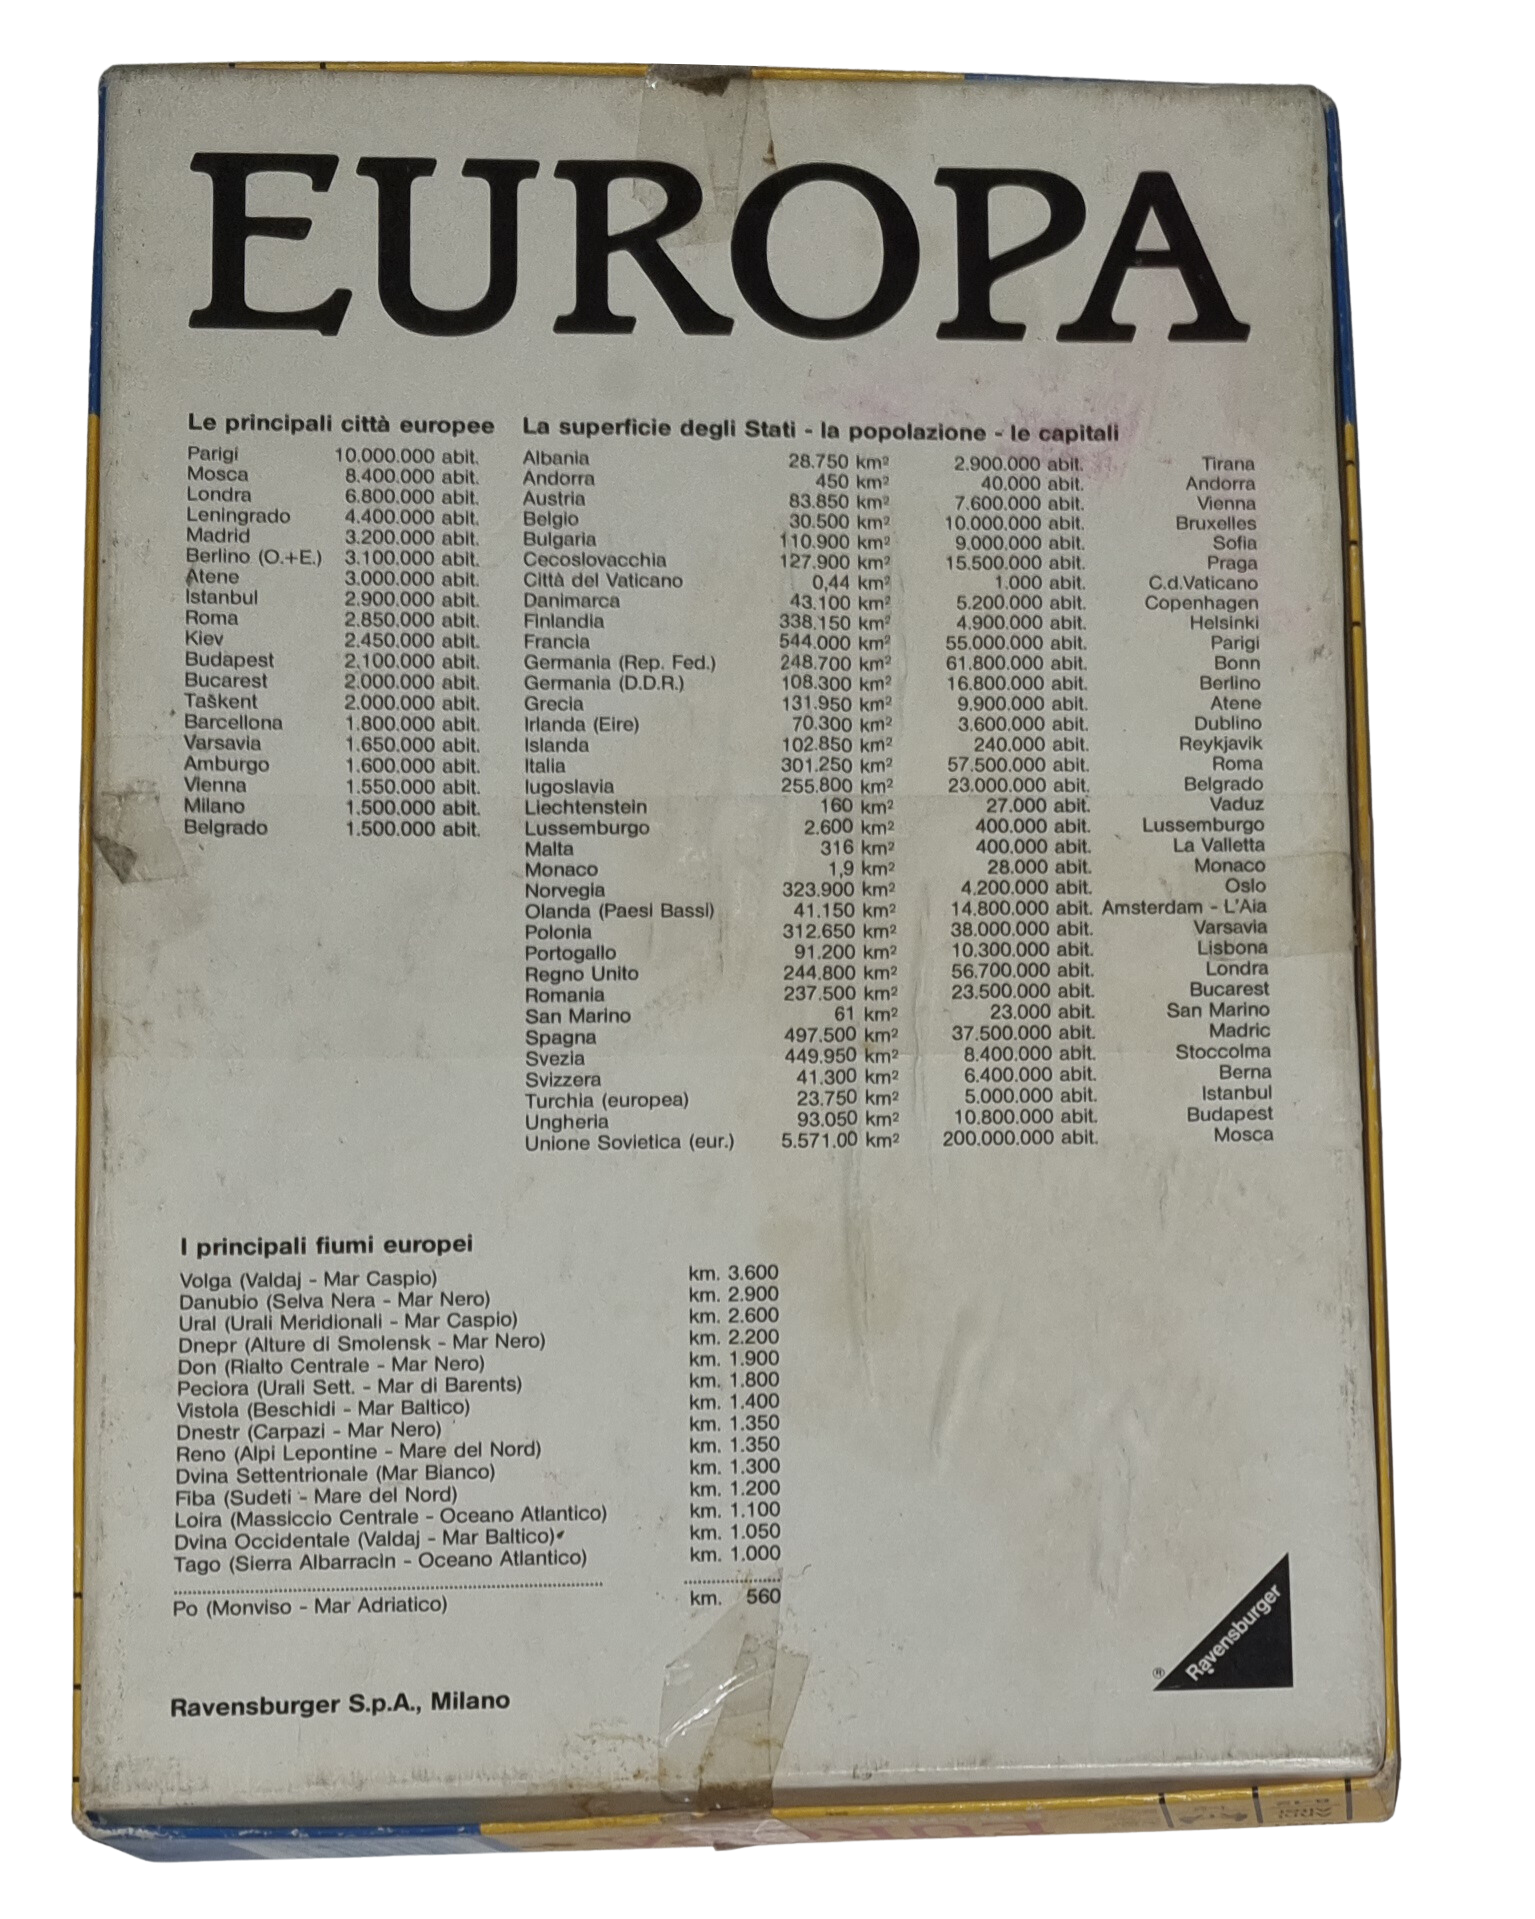 EUROPA
Le principali città europee
Parigi 10.000.000 abit.
Mosca 8.400.000 abit.
Londra 6.800.000 abit.
Leningrado 4.400.000 abit.
Madrid 3.200.000 abit.
Berlino (O.+E.) 3.100.000 abit.
Atene 3.000.000 abit.
Istanbul 2.900.000 abit.
Roma 2.850.000 abit.
Kiev 2.450.000 abit.
Budapest 2.100.000 abit.
Bucarest 2.000.000 abit.
Taškent 2.000.000 abit.
Barcellona 1.800.000 abit.
Varsavia 1.650.000 abit.
Amburgo 1.600.000 abit.
Vienna 1.550.000 abit.
Milano 1.500.000 abit.
Belgrado 1.500.000 abit.
La superficie degli Stati - la popolazione - le capitali
Albania 28.750 km² 2.900.000 abit. Tirana
Andorra 450 km² 40.000 abit. Andorra
Austria 83.850 km² 7.600.000 abit. Vienna
Belgio 30.500 km² 10.000.000 abit. Bruxelles
Bulgaria 110.900 km² 9.000.000 abit. Sofia
Cecoslovacchia 127.900 km² 15.500.000 abit. Praga
Città del Vaticano 0,44 km² 1.000 abit. C.d.Vaticano
Danimarca 43.100 km² 5.200.000 abit. Copenhagen
Finlandia 338.150 km² 4.900.000 abit. Helsinki
Francia 544.000 km² 55.000.000 abit. Parigi
Germania (Rep. Fed.) 248.700 km² 61.800.000 abit. Bonn
Germania (D.D.R.) 108.300 km² 16.800.000 abit. Berlino
Grecia 131.950 km² 9.900.000 abit. Atene
Irlanda (Eire) 70.300 km² 3.600.000 abit. Dublino
Islanda 102.850 km² 240.000 abit. Reykjavik
Italia 301.250 km² 57.500.000 abit. Roma
Iugoslavia 255.800 km² 23.000.000 abit. Belgrado
Liechtenstein 160 km² 27.000 abit. Vaduz
Lussemburgo 2.600 km² 400.000 abit. Lussemburgo
Malta 316 km² 400.000 abit. La Valletta
Monaco 1,9 km² 28.000 abit. Monaco
Norvegia 323.900 km² 4.200.000 abit. Oslo
Olanda (Paesi Bassi) 41.150 km² 14.800.000 abit. Amsterdam - L'Aia
Polonia 312.650 km² 38.000.000 abit. Varsavia
Portogallo 91.200 km² 10.300.000 abit. Lisbona
Regno Unito 244.800 km² 56.700.000 abit. Londra
Romania 237.500 km² 23.500.000 abit. Bucarest
San Marino 61 km² 23.000 abit. San Marino
Spagna 497.500 km² 37.500.000 abit. Madric
Svezia 449.950 km² 8.400.000 abit. Stoccolma
Svizzera 41.300 km² 6.400.000 abit. Berna
Turchia (europea) 23.750 km² 5.000.000 abit. Istanbul
Ungheria 93.050 km² 10.800.000 abit. Budapest
Unione Sovietica (eur.) 5.571.00 km² 200.000.000 abit. Mosca
I principali fiumi europei
Volga (Valdaj - Mar Caspio) km. 3.600
Danubio (Selva Nera - Mar Nero) km. 2.900
Ural (Urali Meridionali - Mar Caspio) km. 2.600
Dnepr (Alture di Smolensk - Mar Nero) km. 2.200
Don (Rialto Centrale - Mar Nero) km. 1.900
Peciora (Urali Sett. - Mar di Barents) km. 1.800
Vistola (Beschidi - Mar Baltico) km. 1.400
Dnestr (Carpazi - Mar Nero) km. 1.350
Reno (Alpi Lepontine - Mare del Nord) km. 1.350
Dvina Settentrionale (Mar Bianco) km. 1.300
Fiba (Sudeti - Mare del Nord) km. 1.200
Loira (Massiccio Centrale - Oceano Atlantico) km. 1.100
Dvina Occidentale (Valdaj - Mar Baltico) km. 1.050
Tago (Sierra Albarracin - Oceano Atlantico) km. 1.000
Po (Monviso - Mar Adriatico) km. 560
Ravensburger S.p.A., Milano
® Ravensburger